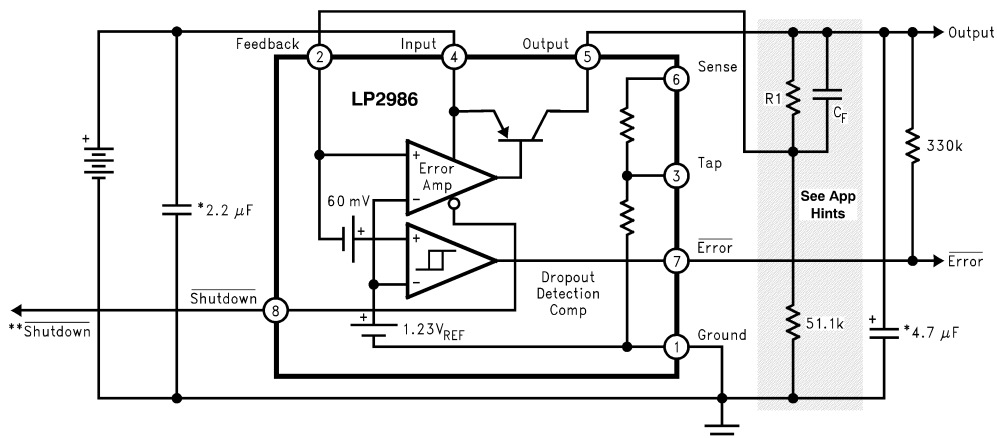 Feedback
2
Input
4
Output
5
Output
6
Sense
LP2986
R1
CF
330k
+
+
Error
Amp
−
Tap
3
60 mV
+
+
−
See App
Hints
*2.2 μF
Error
7
Error
Dropout
Detection
Comp
Shutdown
8
**Shutdown
+
1.23VREF
51.1k
+
*4.7 μF
Ground
1